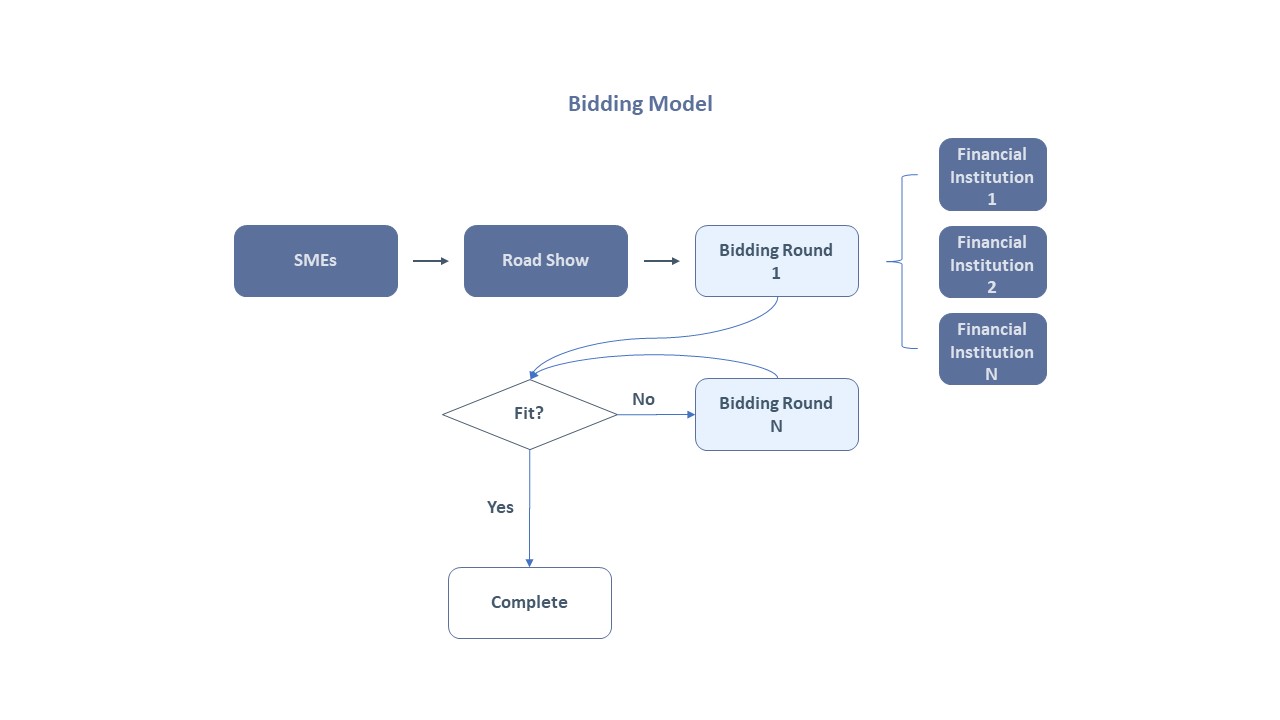 Bidding Model
Financial
Institution
1
SMEs
Road Show
Bidding Round
1
Financial
Institution
2
Financial
Institution
N
Fit?
No
Bidding Round
N
Yes
Complete